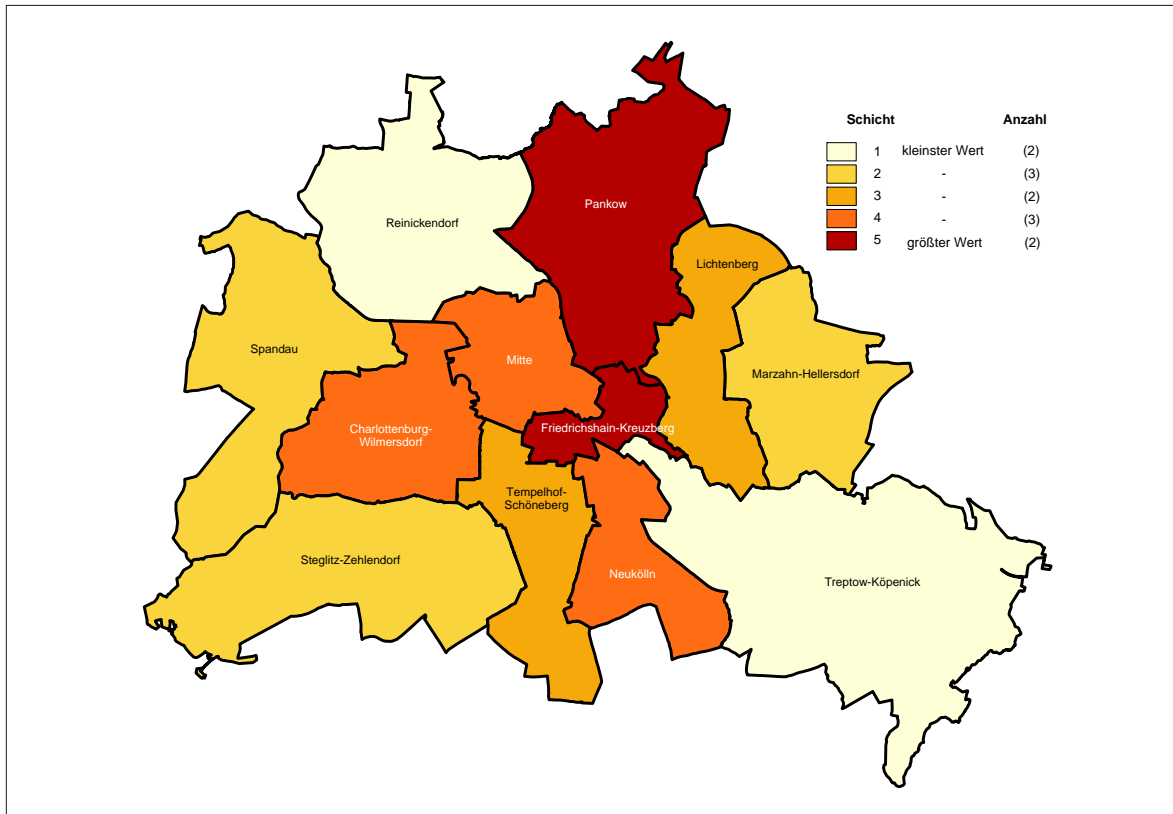 Schicht Anzahl
1 kleinster Wert (2)
2 - (3)
3 - (2)
4 - (3)
5 größter Wert (2)
Pankow
Reinickendorf
Lichtenberg
Spandau
Mitte
Marzahn-Hellersdorf
Charlottenburg-
Wilmersdorf
Friedrichshain-Kreuzberg
Tempelhof-
Schöneberg
Steglitz-Zehlendorf
Neukölln
Treptow-Köpenick